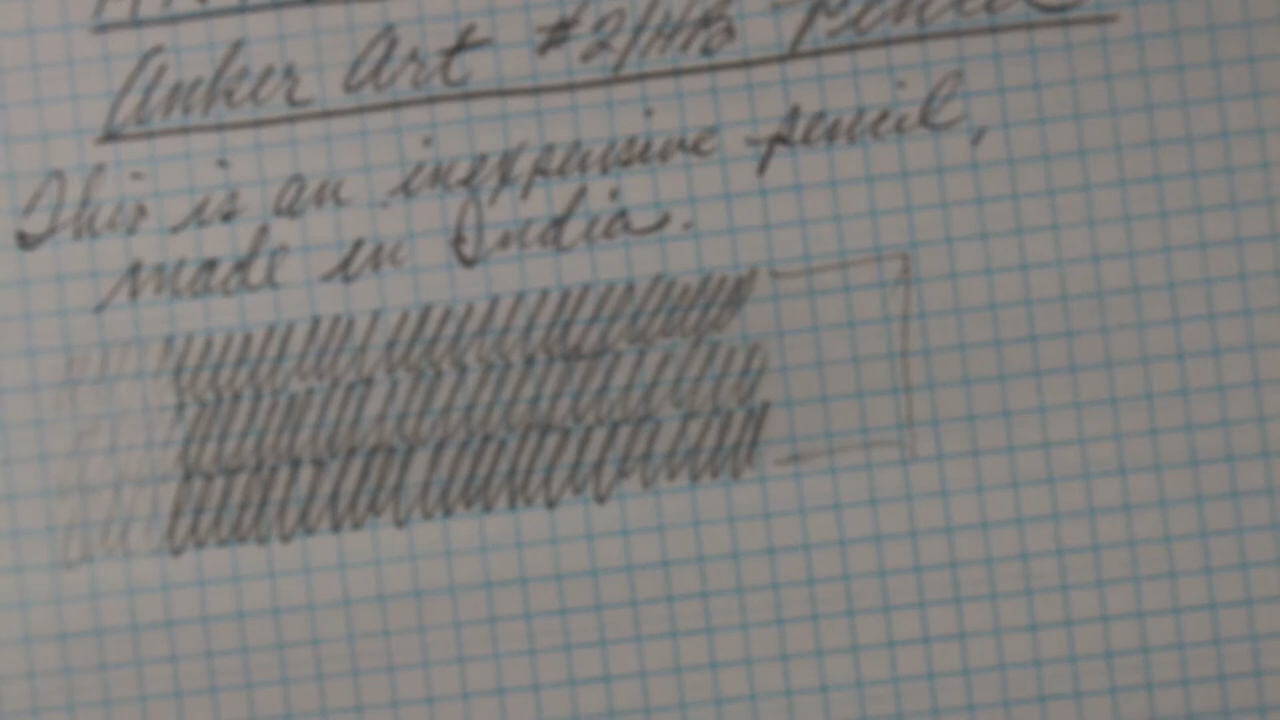 Anker Art #2/HB pencil
This is an inexpensive pencil,
made in India.